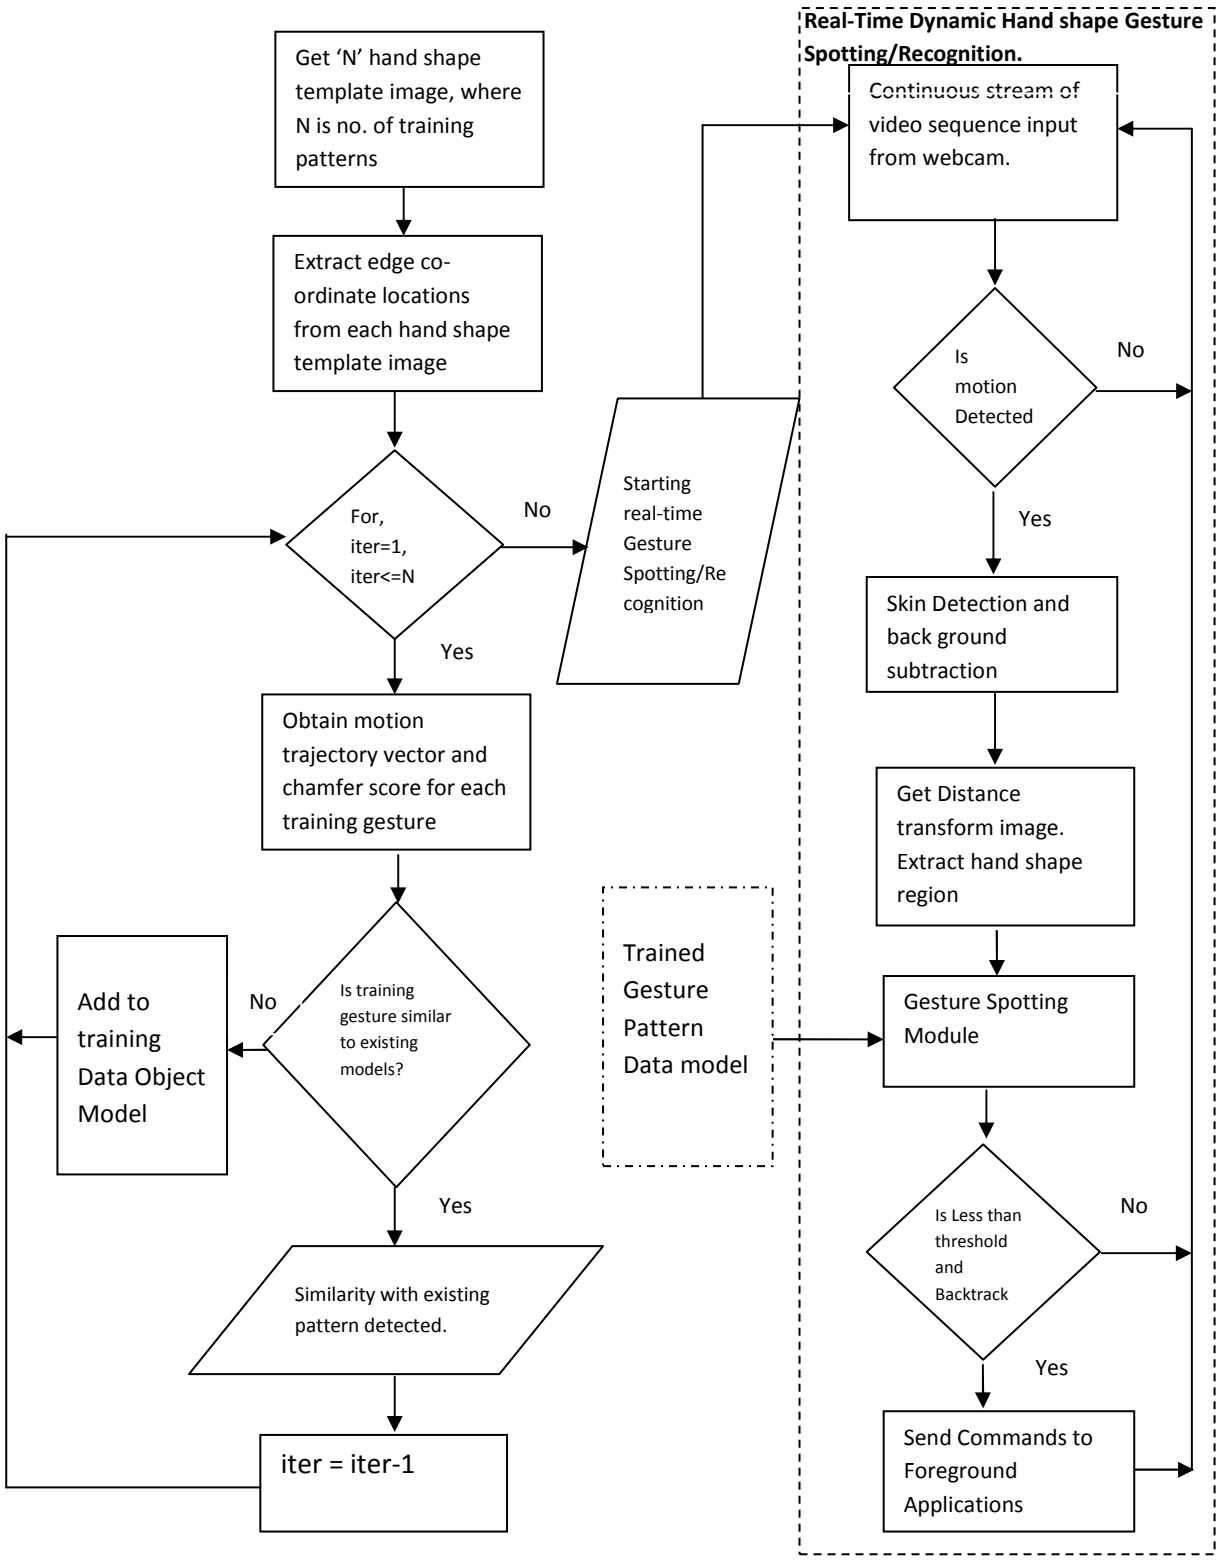 Real-Time Dynamic Hand shape Gesture
Spotting/Recognition.
Get ‘N’ hand shape
template image, where
N is no. of training
patterns
Extract edge co-
ordinate locations
from each hand shape
template image
For,
iter=1,
iter<=N
No
Yes
Starting
real-time
Gesture
Spotting/Re
cognition
Obtain motion
trajectory vector and
chamfer score for each
training gesture
Is training
gesture similar
to existing
models?
No
Yes
Add to
training
Data Object
Model
Similarity with existing
pattern detected.
iter = iter-1
Continuous stream of
video sequence input
from webcam.
Is
motion
Detected
No
Yes
Skin Detection and
back ground
subtraction
Get Distance
transform image.
Extract hand shape
region
Trained
Gesture
Pattern
Data model
Gesture Spotting
Module
Is Less than
threshold
and
Backtrack
No
Yes
Send Commands to
Foreground
Applications